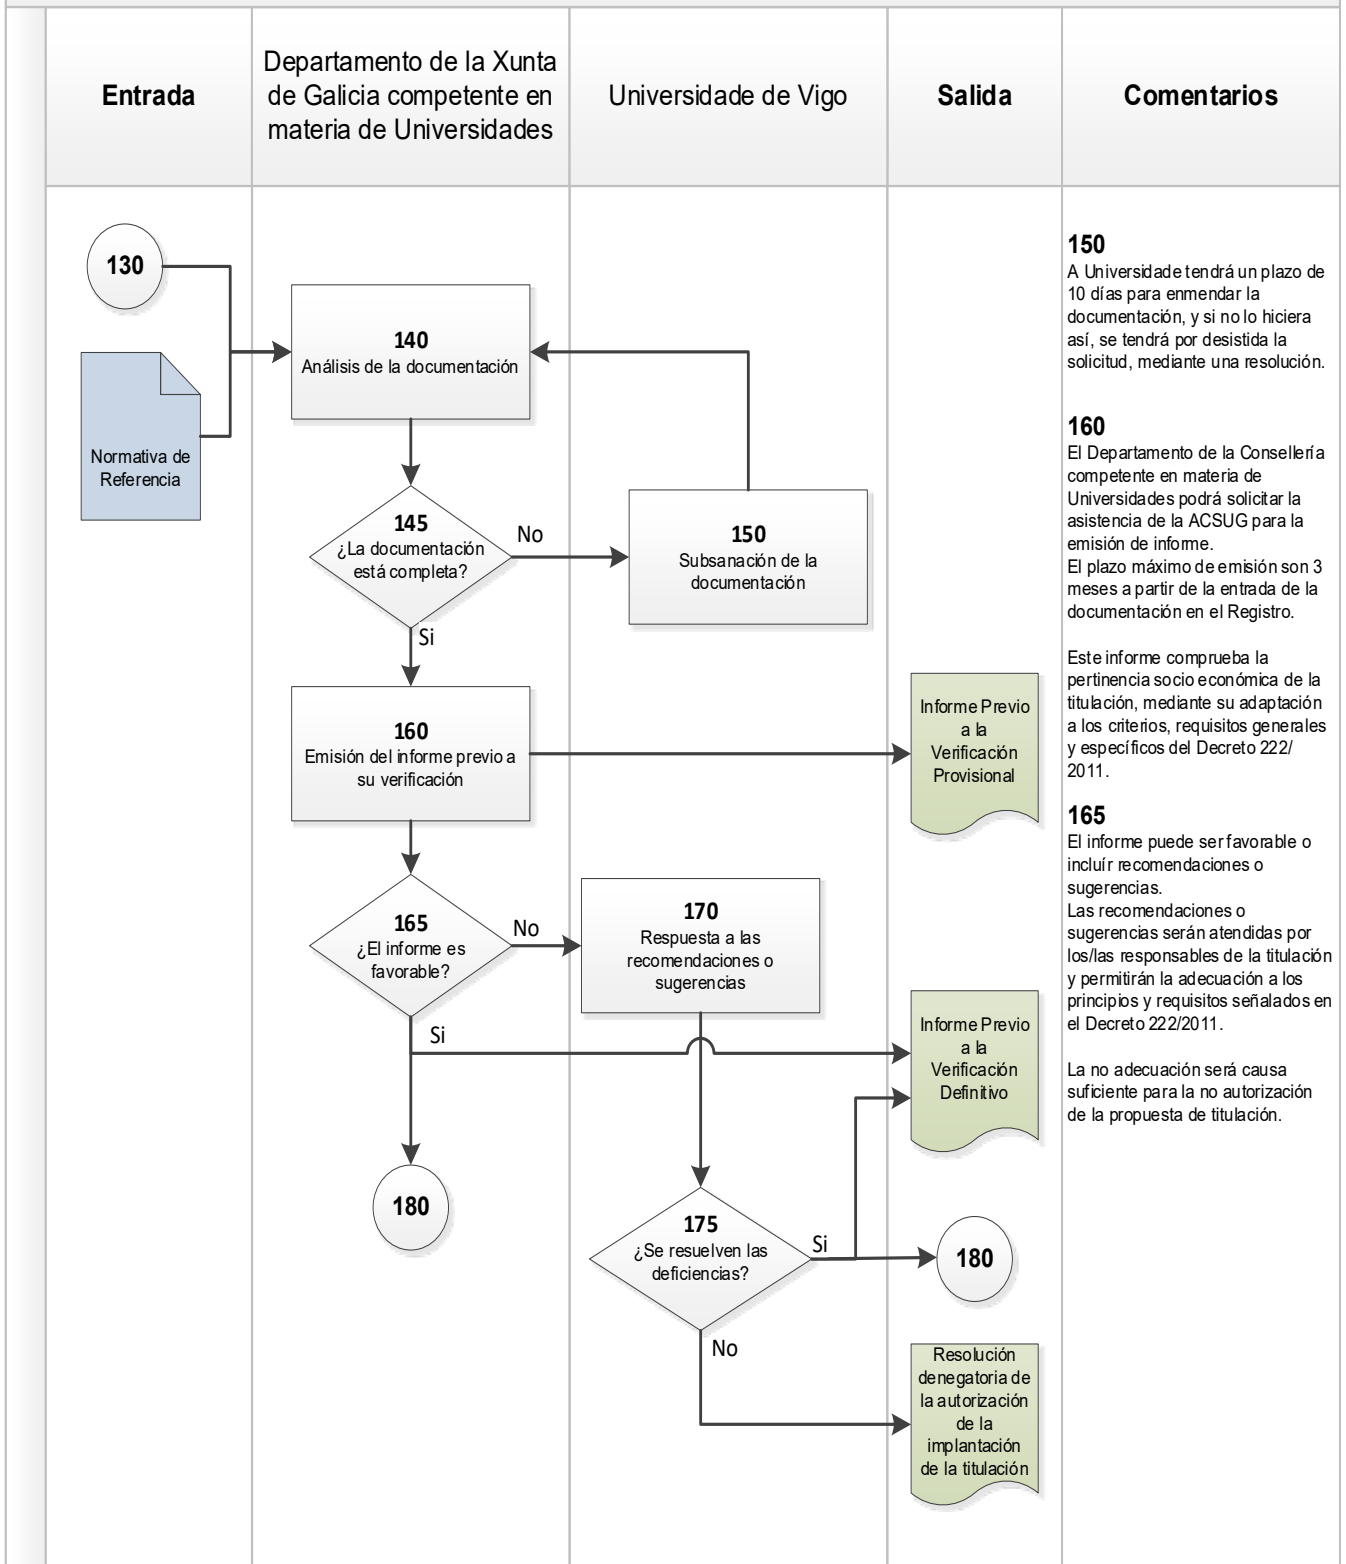 Entrada
Departamento de la Xunta
de Galicia competente en
materia de Universidades
Universidade de Vigo
Salida
Comentarios
130
Normativa de
Referencia
140
Análisis de la documentación
145
¿La documentación
está completa?
No
150
Subsanación de la
documentación
Si
160
Emisión del informe previo a
su verificación
Informe Previo
a la
Verificación
Provisional
165
¿El informe es
favorable?
No
170
Respuesta a las
recomendaciones o
sugerencias
Si
Informe Previo
a la
Verificación
Definitivo
180
175
¿Se resuelven las
deficiencias?
Si
180
No
Resolución
denegatoria de
la autorización
de la
implantación
de la titulación
150
A Universidade tendrá un plazo de
10 días para enmendar la
documentación, y si no lo hiciera
así, se tendrá por desistida la
solicitud, mediante una resolución.
160
El Departamento de la Consellería
competente en materia de
Universidades podrá solicitar la
asistencia de la ACSUG para la
emisión de informe.
El plazo máximo de emisión son 3
meses a partir de la entrada de la
documentación en el Registro.
Este informe comprueba la
pertinencia socio económica de la
titulación, mediante su adaptación
a los criterios, requisitos generales
y específicos del Decreto 222/
2011.
165
El informe puede ser favorable o
incluír recomendaciones o
sugerencias.
Las recomendaciones o
sugerencias serán atendidas por
los/las responsables de la titulación
y permitirán la adecuación a los
principios y requisitos señalados en
el Decreto 222/2011.
La no adecuación será causa
suficiente para la no autorización
de la propuesta de titulación.